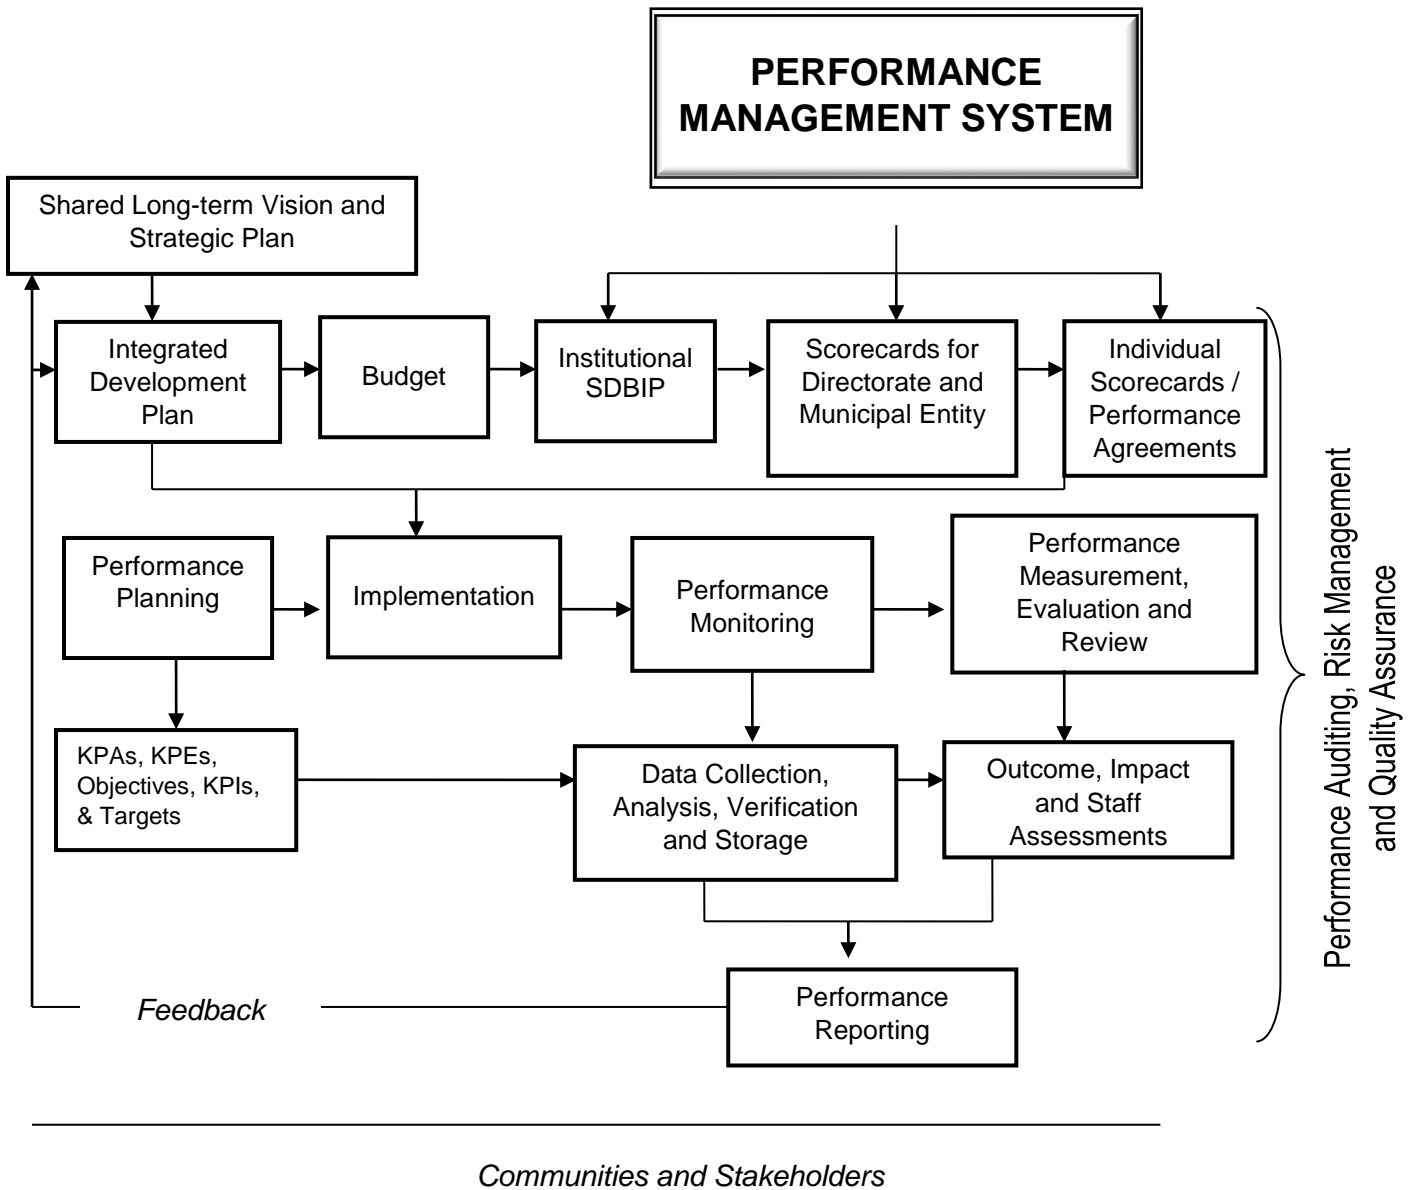 PERFORMANCE
MANAGEMENT SYSTEM
Shared Long-term Vision and
Strategic Plan
Integrated
Development
Plan
Budget
Institutional
SDBIP
Scorecards for
Directorate and
Municipal Entity
Individual
Scorecards /
Performance
Agreements
Performance
Planning
Implementation
Performance
Monitoring
Performance
Measurement,
Evaluation and
Review
KPAs, KPEs,
Objectives, KPIs,
& Targets
Data Collection,
Analysis, Verification
and Storage
Outcome, Impact
and Staff
Assessments
Performance
Reporting
Feedback
Performance Auditing, Risk Management
and Quality Assurance
Communities and Stakeholders